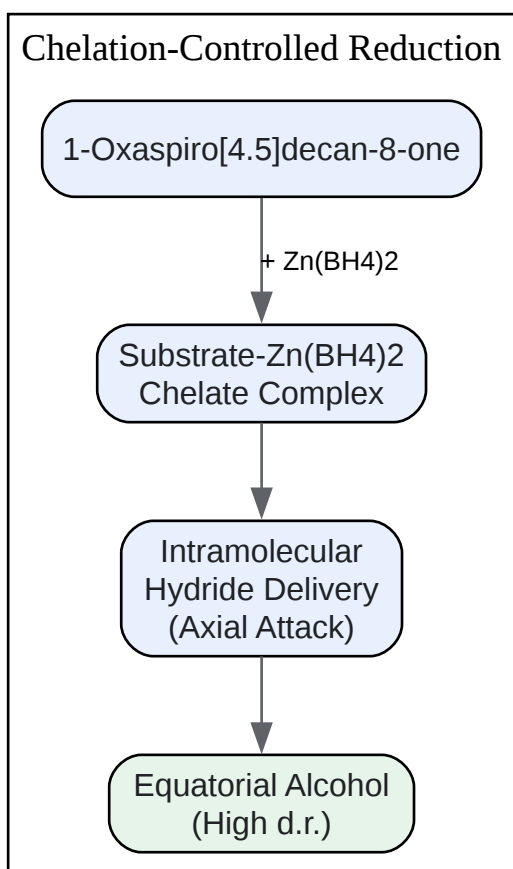 Chelation-Controlled Reduction
1-Oxaspiro[4.5]decan-8-one
+ Zn(BH4)2
Substrate-Zn(BH4)2
Chelate Complex
Intramolecular
Hydride Delivery
(Axial Attack)
Equatorial Alcohol
(High d.r.)